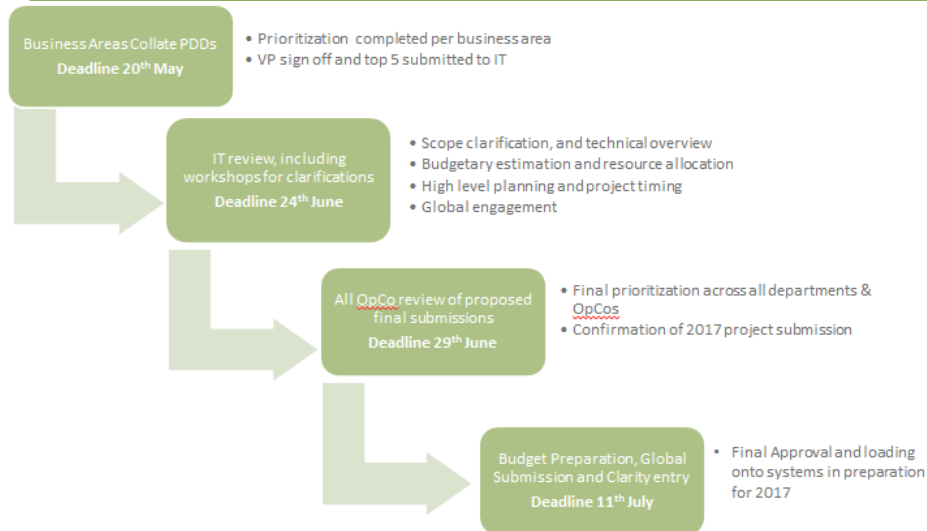 Business Areas Collate PDDs
Deadline 20th May
• Prioritization completed per business area
• VP sign off and top 5 submitted to IT
IT review, including
workshops for clarifications
Deadline 24th June
• Scope clarification, and technical overview
• Budgetary estimation and resource allocation
• High level planning and project timing
• Global engagement
All OpCo review of proposed
final submissions
Deadline 29th June
• Final prioritization across all departments &
OpCos
• Confirmation of 2017 project submission
Budget Preparation, Global
Submission and Clarity entry
Deadline 11th July
• Final Approval and loading
onto systems in preparation
for 2017